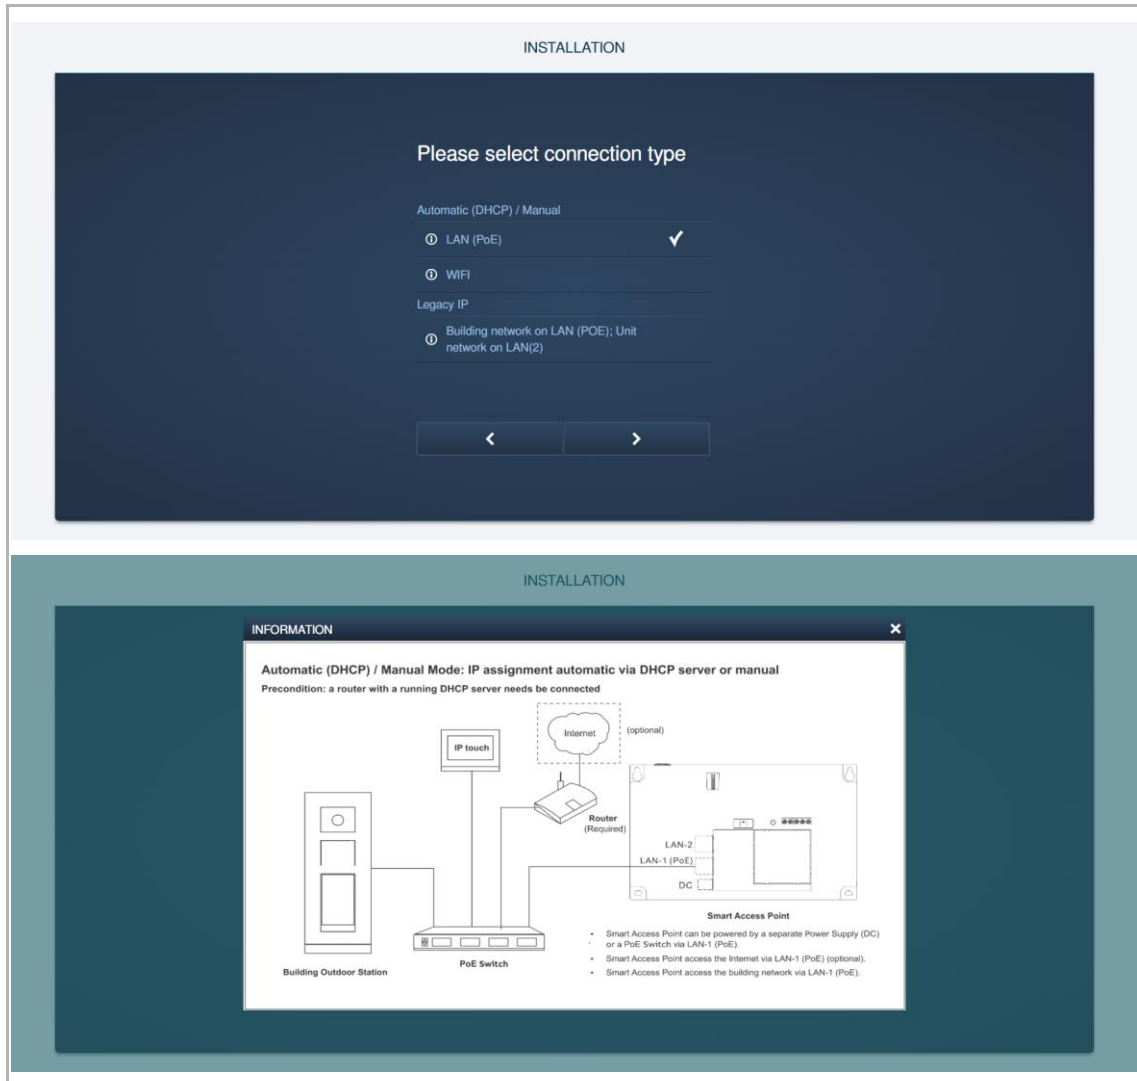 INSTALLATION
Please select connection type
Automatic (DHCP) / Manual
LAN (PoE)
WIFI
Legacy IP
Building network on LAN (POE); Unit
network on LAN(2)
INSTALLATION
INFORMATION
Automatic (DHCP) / Manual Mode: IP assignment automatic via DHCP server or manual
Precondition: a router with a running DHCP server needs be connected
Internet
(optional)
IP touch
Router
(Required)
LAN-2
LAN-1 (PoE)
DC
Smart Access Point
Building Outdoor Station
PoE Switch
• Smart Access Point can be powered by a separate Power Supply (DC)
or a PoE Switch via LAN-1 (PoE).
• Smart Access Point access the Internet via LAN-1 (PoE) (optional).
• Smart Access Point access the building network via LAN-1 (PoE).